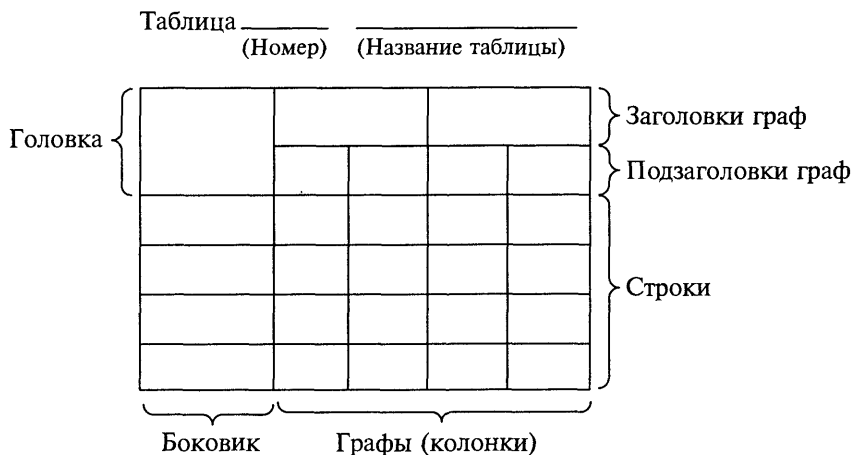 Таблица
(Номер) (Название таблицы)
Головка
Заголовки граф
Подзаголовки граф
Строки
Боковик Графы (колонки)